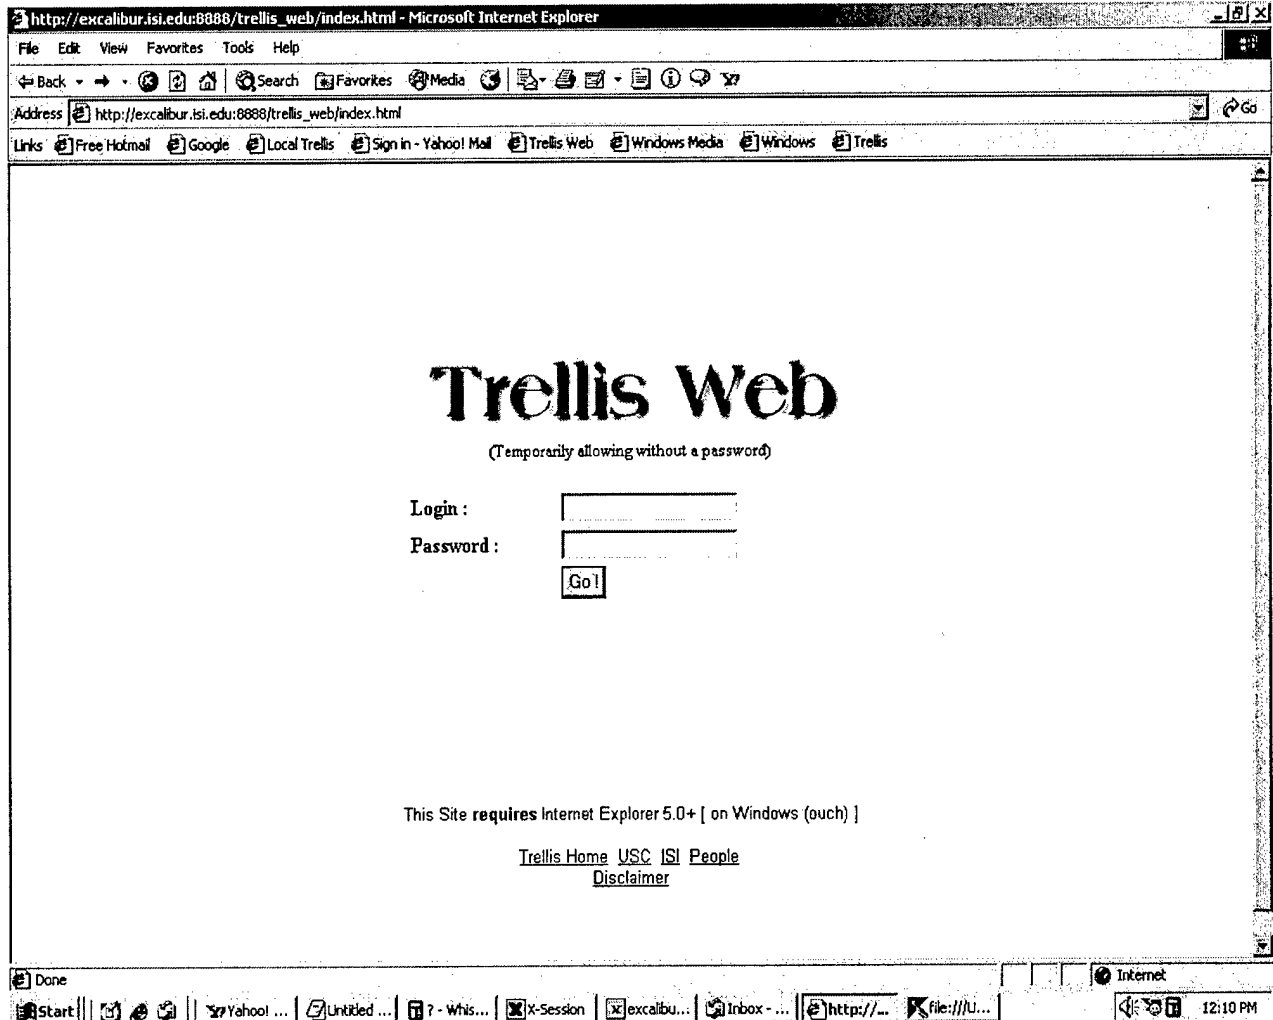 http://excalibur.isi.edu:8888/trellis_web/index.html - Microsoft Internet Explorer
File Edit View Favorites Tools Help
Back Search Favorites Media
Address http://excalibur.isi.edu:8888/trellis_web/index.html Go
Links Free Hotmail Google Local Trellis Sign in - Yahoo! Mail Trellis Web Windows Media Windows Trellis
Trellis Web
(Temporarily allowing without a password)
Login :
Password :
Go!
This Site requires Internet Explorer 5.0+ [ on Windows (ouch) ]
Trellis Home USC ISI People
Disclaimer
Done Internet
Start Yahoo! ... Untitled ... ? - Whis... X-Session excalibu... Inbox - ... http://... file:///U... 12:10 PM